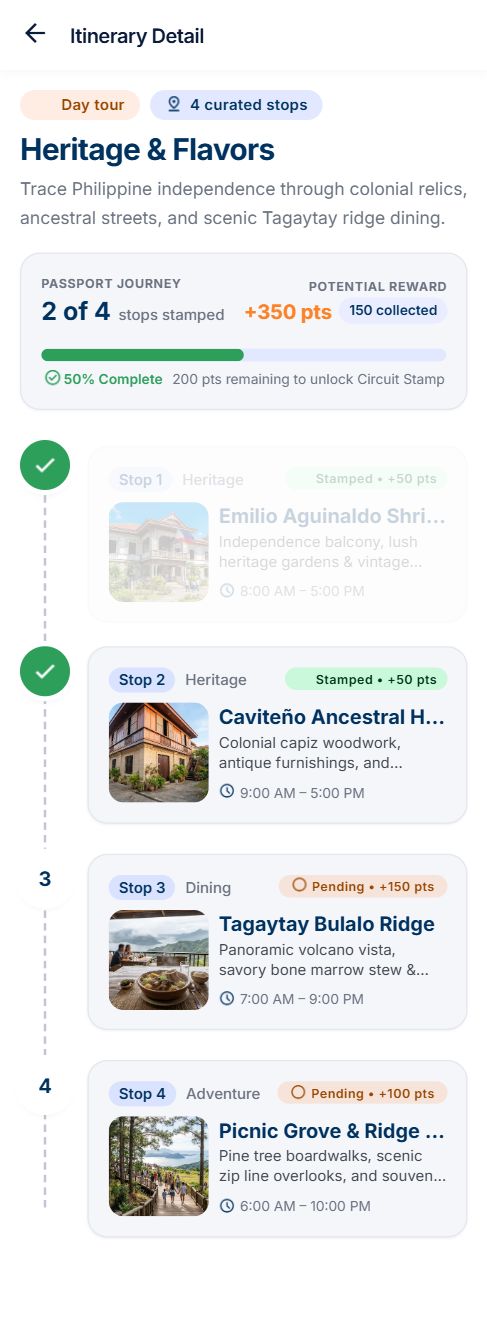 Itinerary Detail
Day tour
4 curated stops
Heritage & Flavors
Trace Philippine independence through colonial relics,
ancestral streets, and scenic Tagaytay ridge dining.
PASSPORT JOURNEY
POTENTIAL REWARD
2 of 4 stops stamped
+350 pts
150 collected
50% Complete
200 pts remaining to unlock Circuit Stamp
Stop 1
Heritage
Stamped • +50 pts
Emilio Aguinaldo Shri...
Independence balcony, lush
heritage gardens & vintage...
8:00 AM – 5:00 PM
Stop 2
Heritage
Stamped • +50 pts
Caviteño Ancestral H...
Colonial capiz woodwork,
antique furnishings, and...
9:00 AM – 5:00 PM
3
Stop 3
Dining
Pending • +150 pts
Tagaytay Bulalo Ridge
Panoramic volcano vista,
savory bone marrow stew &...
7:00 AM – 9:00 PM
4
Stop 4
Adventure
Pending • +100 pts
Picnic Grove & Ridge ...
Pine tree boardwalks, scenic
zip line overlooks, and souven...
6:00 AM – 10:00 PM